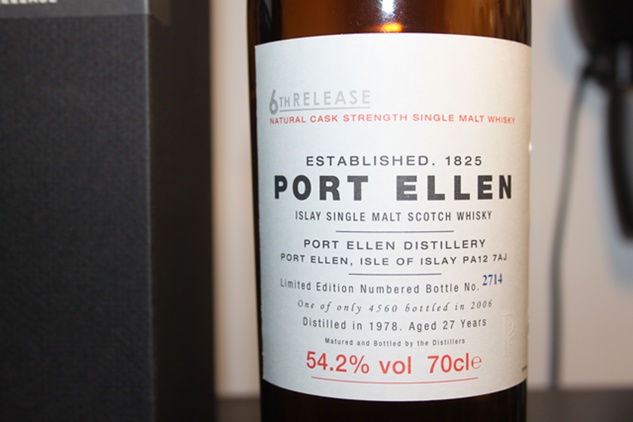 RELEASE
6THRELEASE
NATURAL CASK STRENGTH SINGLE MALT WHISKY
ESTABLISHED. 1825
PORT ELLEN
ISLAY SINGLE MALT SCOTCH WHISKY
PORT ELLEN DISTILLERY
PORT ELLEN, ISLE OF ISLAY PA12 7AJ
Limited Edition Numbered Bottle No. 2714
One of only 4560 bottled in 2006
Distilled in 1978. Aged 27 Years
Matured and Bottled by the Distillers
54.2% vol 70cl℮